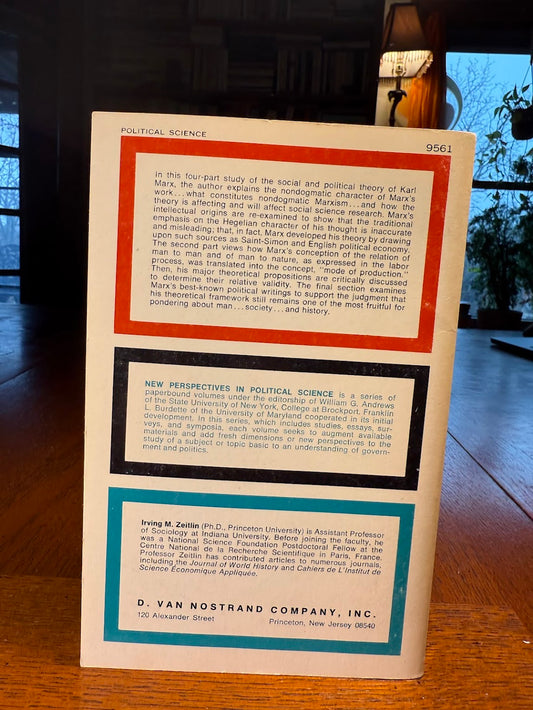 POLITICAL SCIENCE
9561
In this four-part study of the social and political theory of Karl
Marx, the author explains the nondogmatic character of Marx's
work...what constitutes nondogmatic Marxism...and how the
theory is affecting and will affect social science research. Marx's
intellectual origins are re-examined to show that the traditional
emphasis on the Hegelian character of his thought is inaccurate
and misleading; that, in fact, Marx developed his theory by drawing
upon such sources as Saint-Simon and English political economy.
The second part views how Marx's conception of the relation of
man to man and of man to nature, as expressed in the labor
process, was translated into the concept, "mode of production."
Then, his major theoretical propositions are critically discussed
to determine their relative validity. The final section examines
Marx's best-known political writings to support the judgment that
his theoretical framework still remains one of the most fruitful for
pondering about man...society...and history.
NEW PERSPECTIVES IN POLITICAL SCIENCE is a series of
paperbound volumes under the editorship of William G. Andrews
of the State University of New York, College at Brockport. Franklin
L. Burdette of the University of Maryland cooperated in its initial
development. In this series, which includes studies, essays, sur-
veys, and symposia, each volume seeks to augment available
materials and add fresh dimensions or new perspectives to the
study of a subject or topic basic to an understanding of govern-
ment and politics.
Irving M. Zeitlin (Ph.D., Princeton University) is Assistant Professor
of Sociology at Indiana University. Before joining the faculty, he
was a National Science Foundation Postdoctoral Fellow at the
Centre National de la Recherche Scientifique in Paris, France.
Professor Zeitlin has contributed articles to numerous journals,
including the Journal of World History and Cahiers de L'Institut de
Science Économique Appliquée.
D. VAN NOSTRAND COMPANY, INC.
120 Alexander Street Princeton, New Jersey 08540